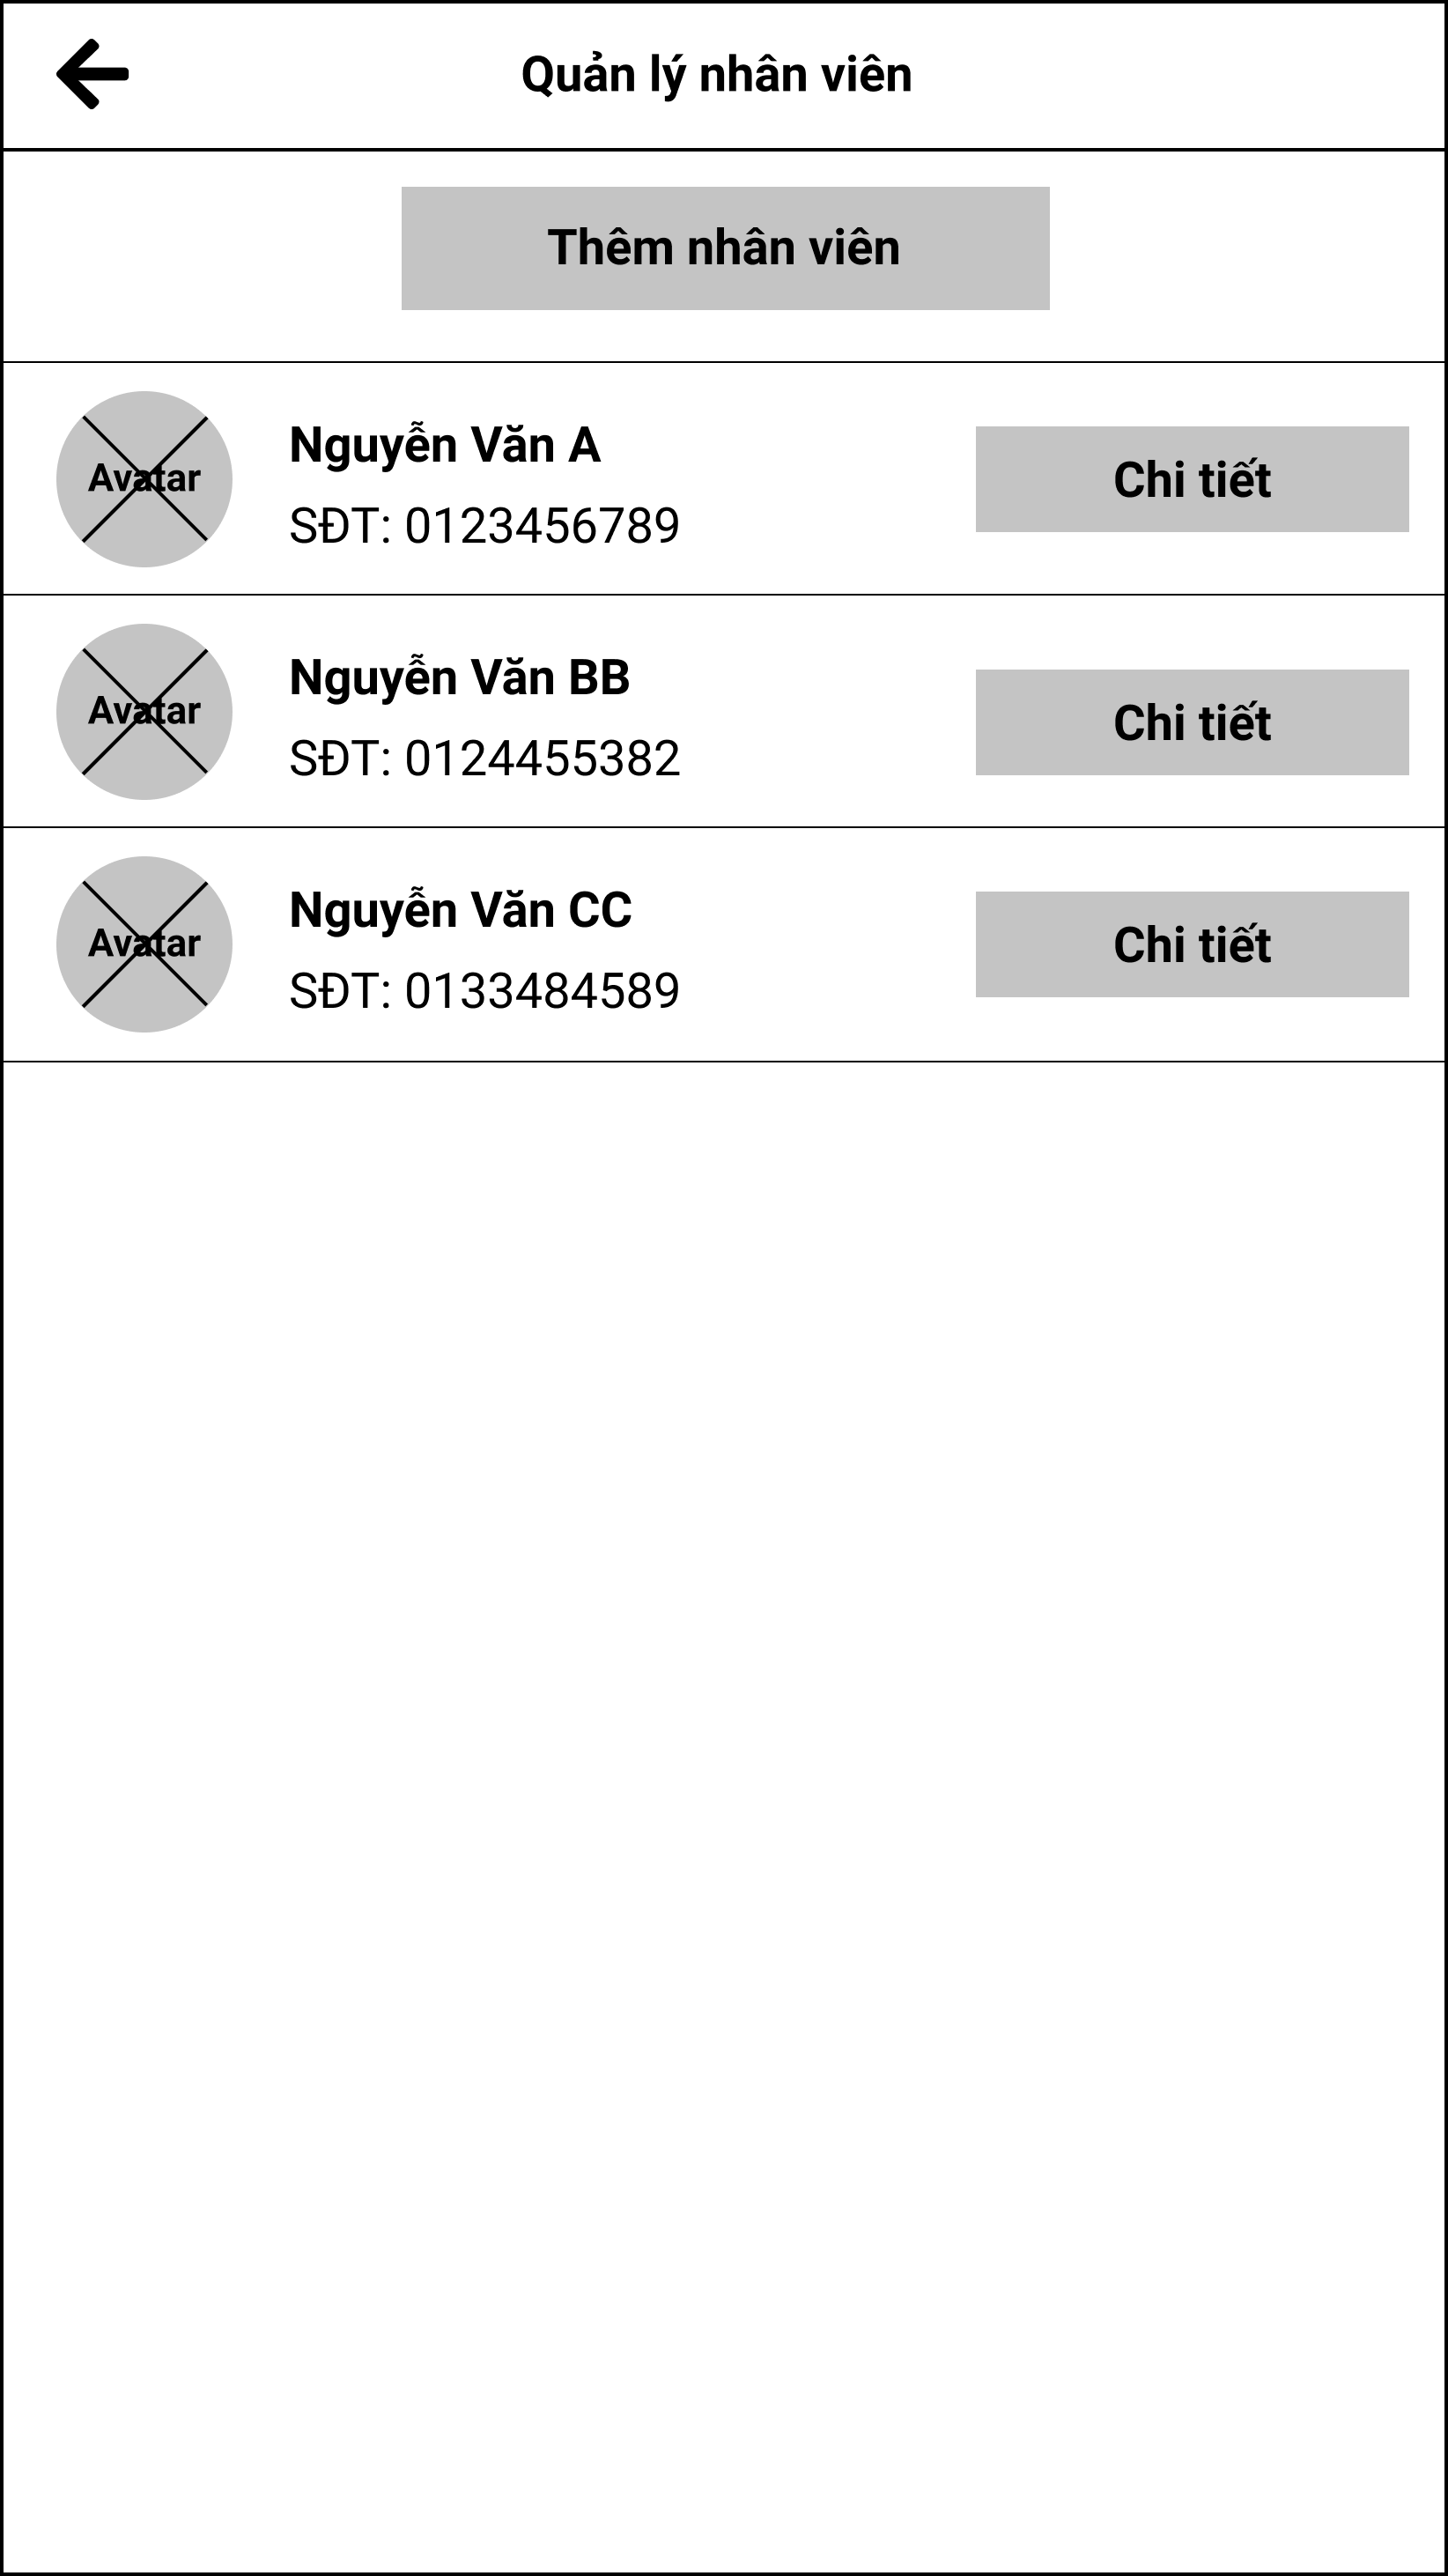 Quản lý nhân viên
Thêm nhân viên
Avatar
Nguyễn Văn A
SĐT: 0123456789
Chi tiết
Avatar
Nguyễn Văn BB
SĐT: 0124455382
Chi tiết
Avatar
Nguyễn Văn CC
SĐT: 0133484589
Chi tiết